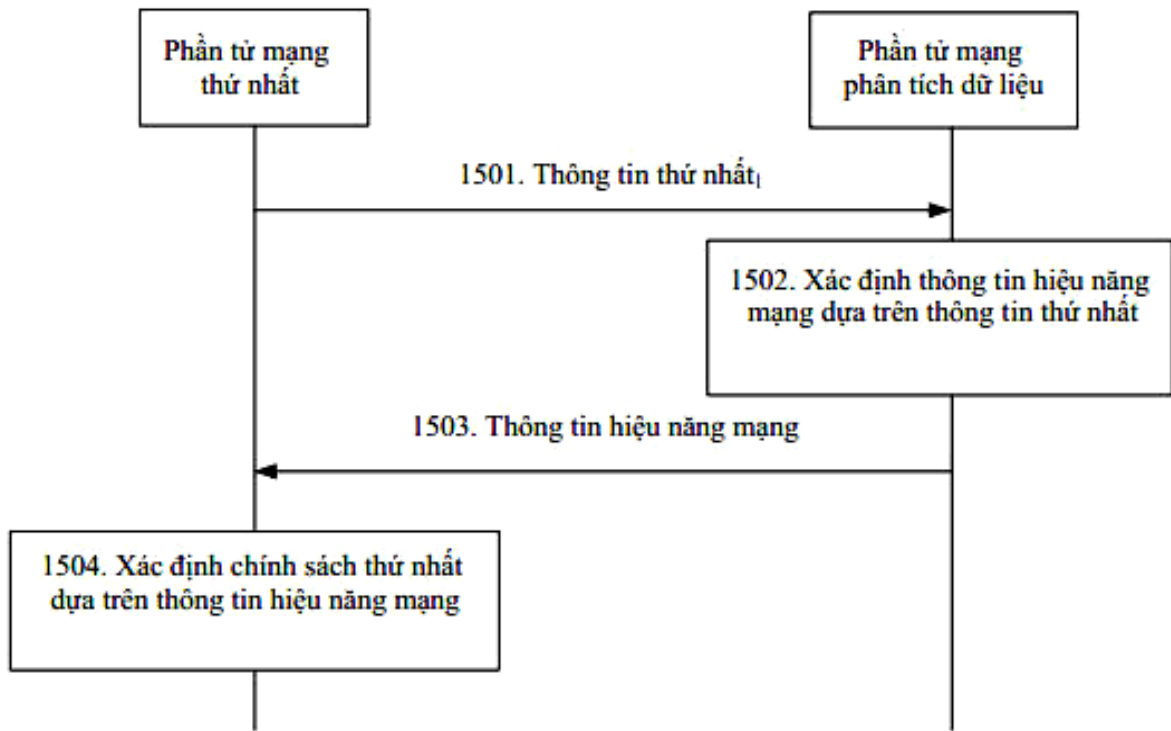 Phần tử mạng
thứ nhất
Phần tử mạng
phân tích dữ liệu
1501. Thông tin thứ nhất
1502. Xác định thông tin hiệu năng
mạng dựa trên thông tin thứ nhất
1503. Thông tin hiệu năng mạng
1504. Xác định chính sách thứ nhất
dựa trên thông tin hiệu năng mạng